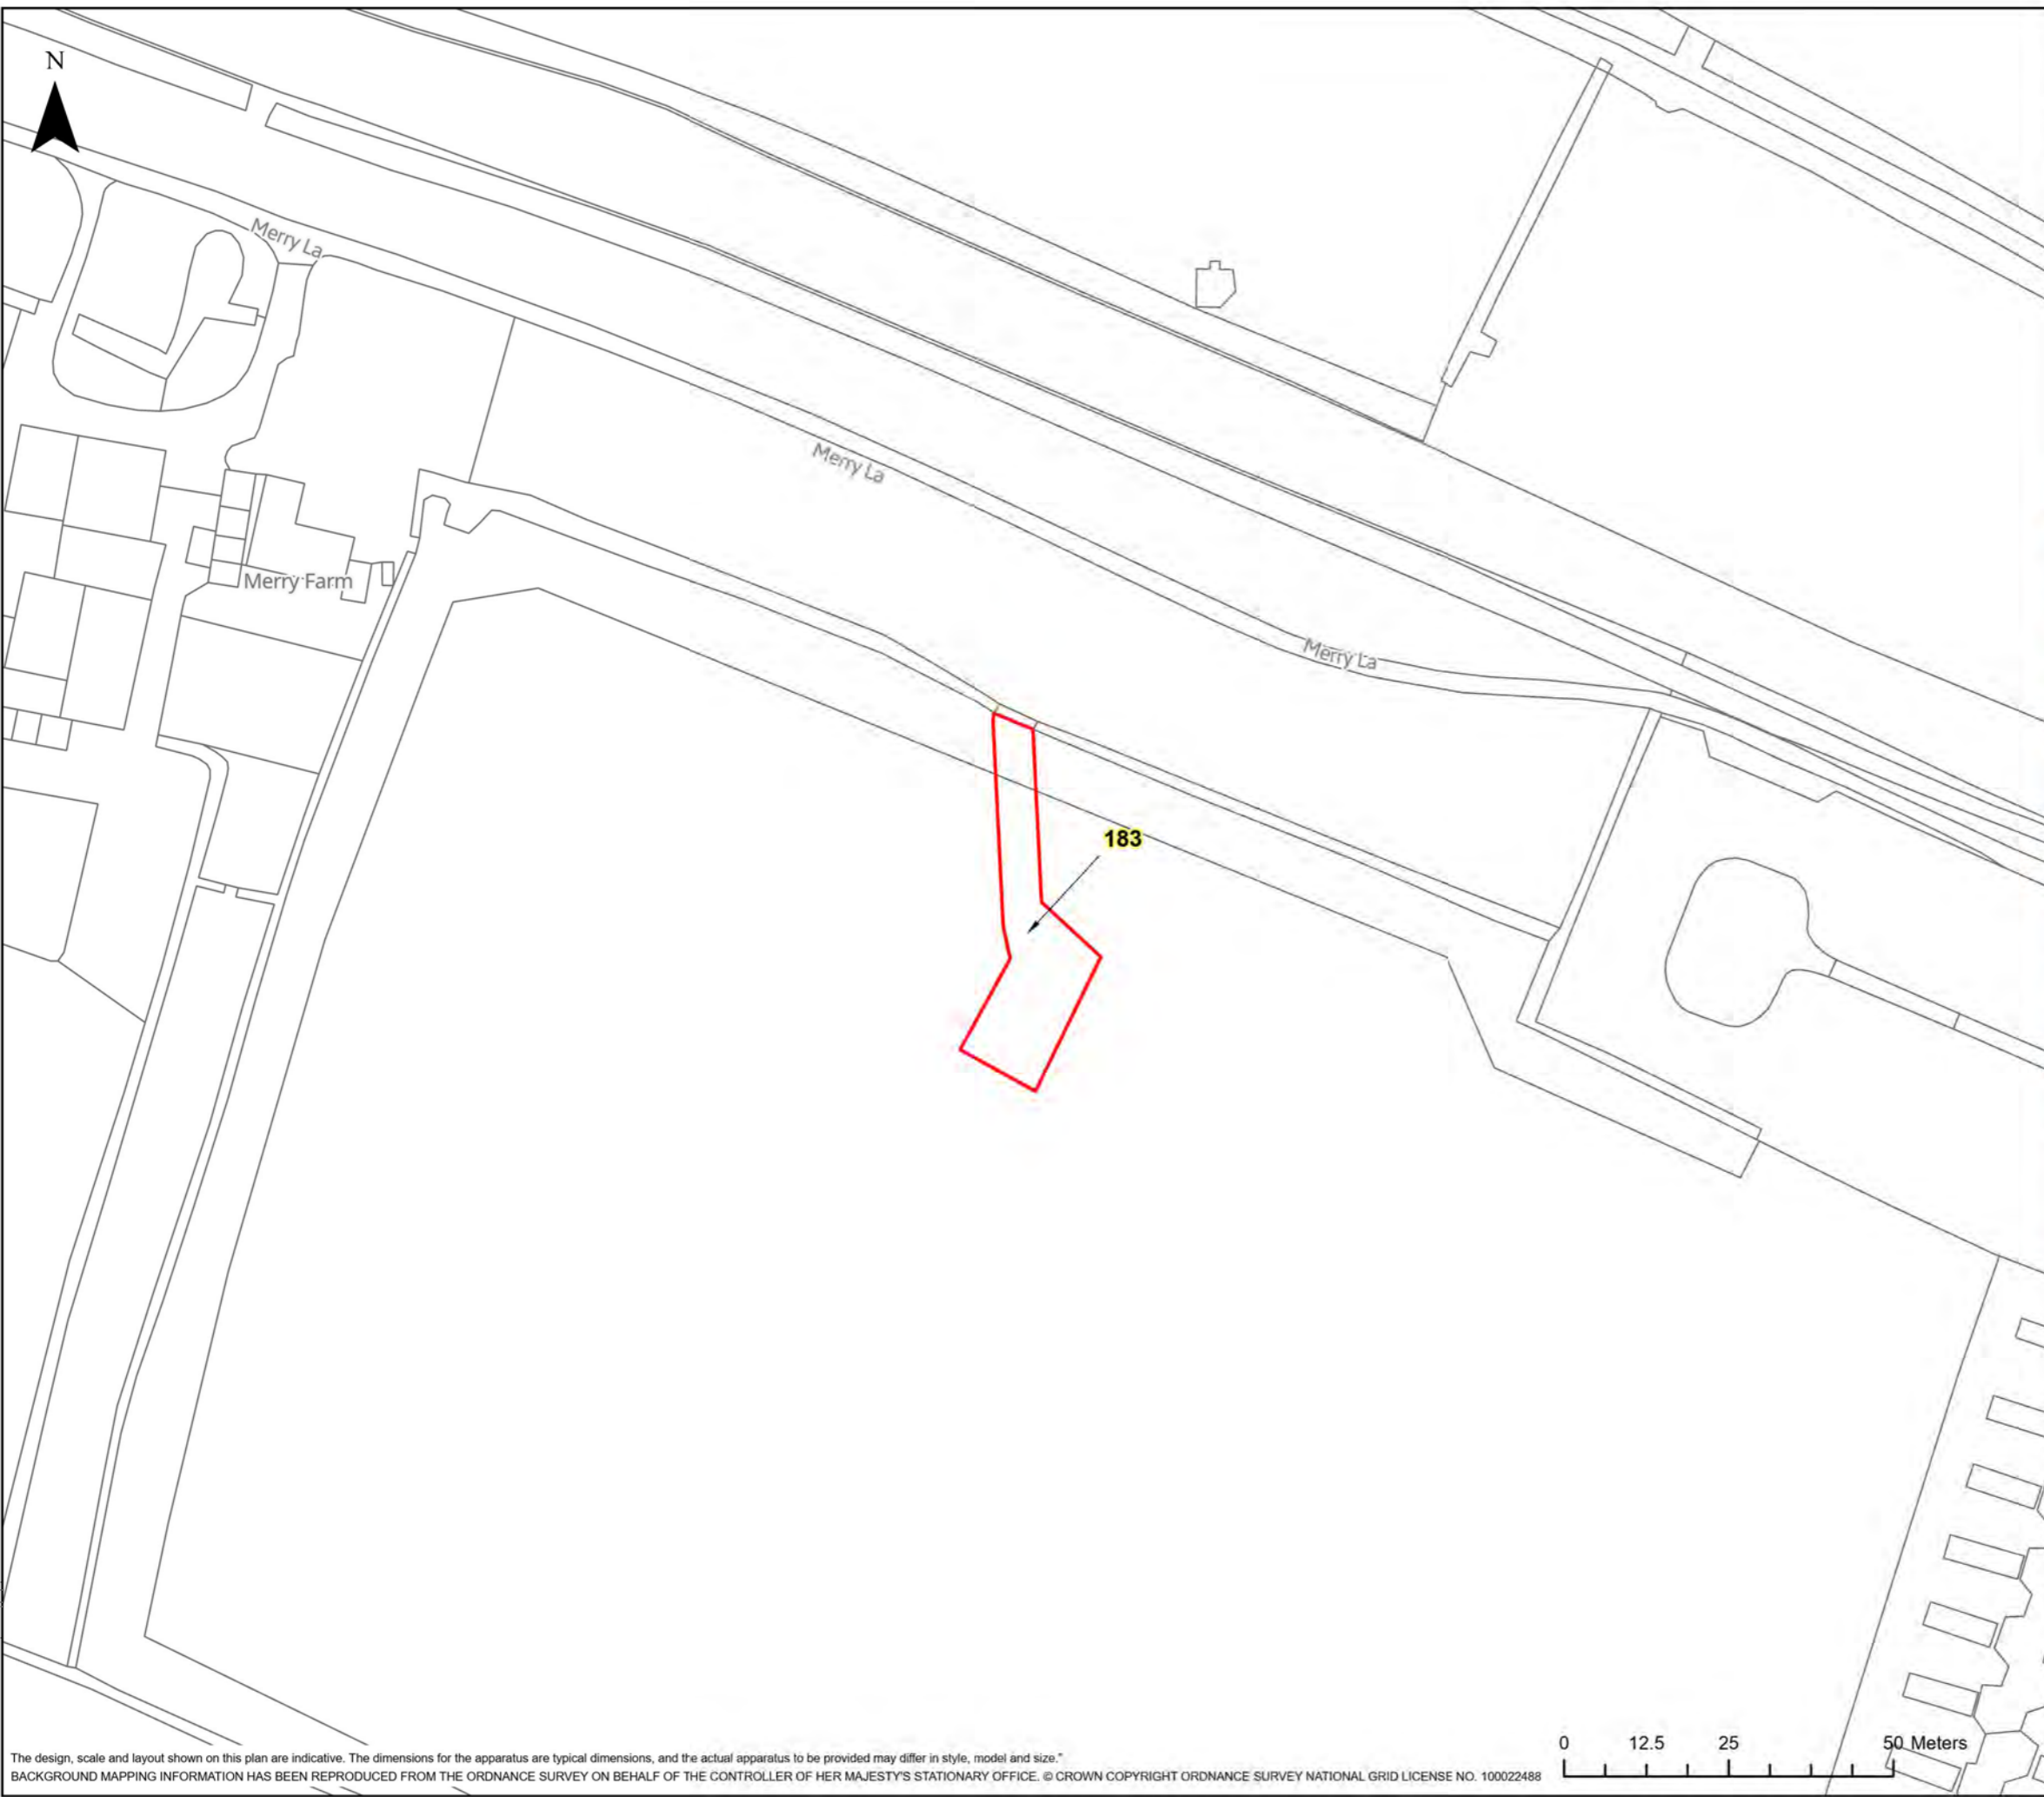 N
Merry La
Merry La
Merry Farm
Merry La
183
0 12.5 25 50 Meters
The design, scale and layout shown on this plan are indicative. The dimensions for the apparatus are typical dimensions, and the actual apparatus to be provided may differ in style, model and size."
BACKGROUND MAPPING INFORMATION HAS BEEN REPRODUCED FROM THE ORDNANCE SURVEY ON BEHALF OF THE CONTROLLER OF HER MAJESTY'S STATIONARY OFFICE. © CROWN COPYRIGHT ORDNANCE SURVEY NATIONAL GRID LICENSE NO. 100022488